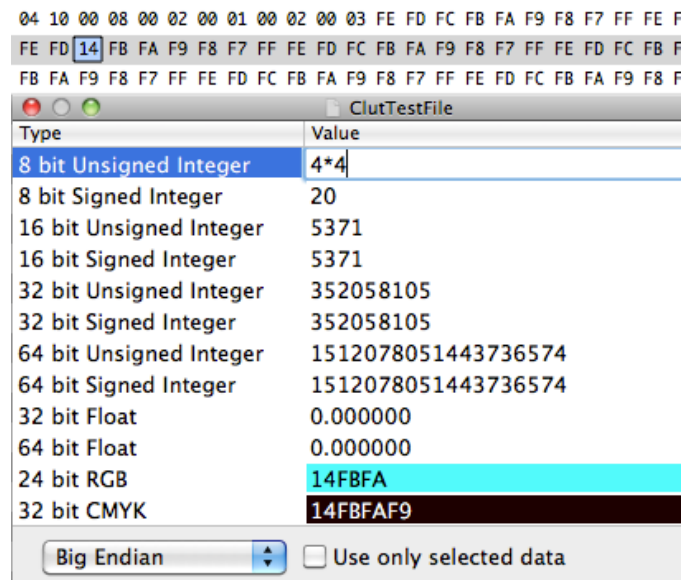 04 10 00 08 00 02 00 01 00 02 00 03 FE FD FC FB FA F9 F8 F7 FF FE
FE FD 14 FB FA F9 F8 F7 FF FE FD FC FB FA F9 F8 F7 FF FE FD FC FB
FB FA F9 F8 F7 FF FE FD FC FB FA F9 F8 F7 FF FE FD FC FB FA F9 F8
ClutTestFile
Type Value
8 bit Unsigned Integer 4*4
8 bit Signed Integer 20
16 bit Unsigned Integer 5371
16 bit Signed Integer 5371
32 bit Unsigned Integer 352058105
32 bit Signed Integer 352058105
64 bit Unsigned Integer 1512078051443736574
64 bit Signed Integer 1512078051443736574
32 bit Float 0.000000
64 bit Float 0.000000
24 bit RGB 14FBFA
32 bit CMYK 14FBFAF9
Big Endian Use only selected data